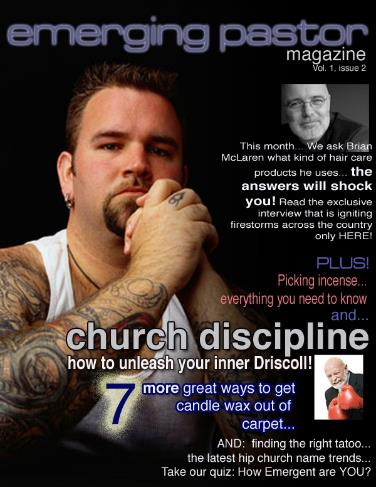 emerging pastor
magazine
Vol. 1, issue 2
This month... We ask Brian
McLaren what kind of hair care
products he uses... the
answers will shock
you! Read the exclusive
interview that is igniting
firestorms across the country
only HERE!
PLUS!
Picking incense...
everything you need to know
and...
church discipline
how to unleash your inner Driscoll!
7 more great ways to get
candle wax out of
carpet...
AND: finding the right tatoo...
the latest hip church name trends...
Take our quiz: How Emergent are YOU?